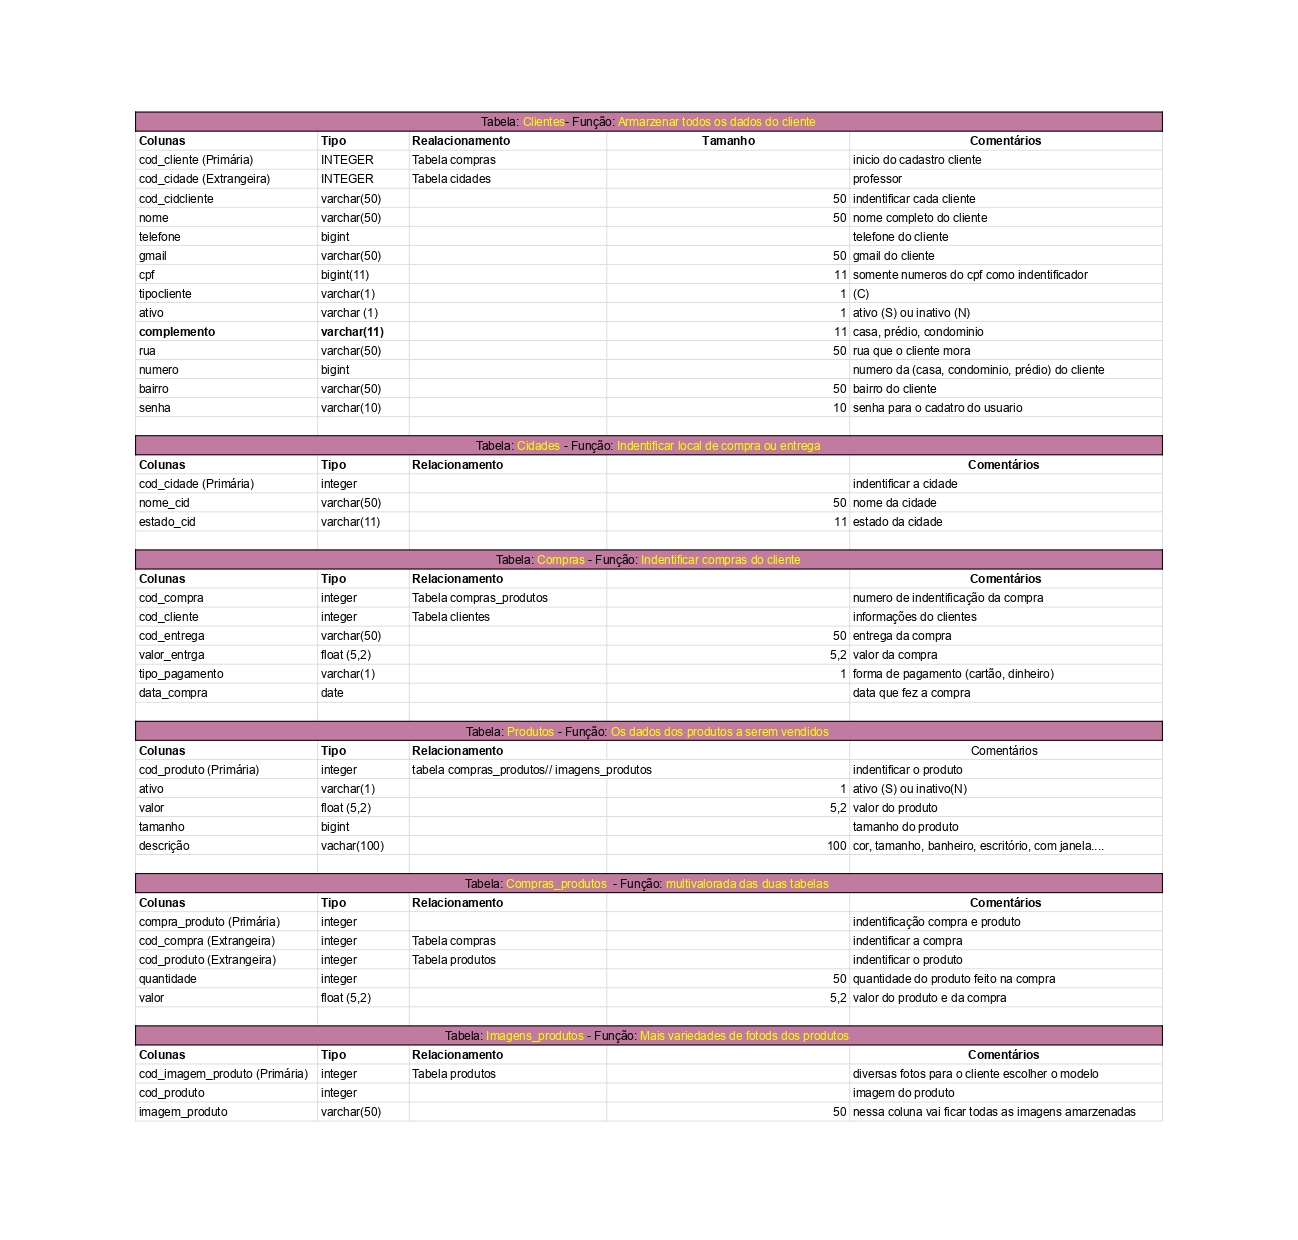 Tabela: Clientes- Função: Armarzenar todos os dados do cliente
Colunas Tipo Realacionamento Tamanho Comentários
cod_cliente (Primária) INTEGER Tabela compras inicio do cadastro cliente
cod_cidade (Extrangeira) INTEGER Tabela cidades professor
cod_cidcliente varchar(50) 50 indentificar cada cliente
nome varchar(50) 50 nome completo do cliente
telefone bigint telefone do cliente
gmail varchar(50) 50 gmail do cliente
cpf bigint(11) 11 somente numeros do cpf como indentificador
tipocliente varchar(1) 1 (C)
ativo varchar (1) 1 ativo (S) ou inativo (N)
complemento varchar(11) 11 casa, prédio, condominio
rua varchar(50) 50 rua que o cliente mora
numero bigint numero da (casa, condominio, prédio) do cliente
bairro varchar(50) 50 bairro do cliente
senha varchar(10) 10 senha para o cadatro do usuario
Tabela: Cidades - Função: Indentificar local de compra ou entrega
Colunas Tipo Relacionamento Comentários
cod_cidade (Primária) integer indentificar a cidade
nome_cid varchar(50) 50 nome da cidade
estado_cid varchar(11) 11 estado da cidade
Tabela: Compras - Função: Indentificar compras do cliente
Colunas Tipo Relacionamento Comentários
cod_compra integer Tabela compras_produtos numero de indentificação da compra
cod_cliente integer Tabela clientes informações do clientes
cod_entrega varchar(50) 50 entrega da compra
valor_entrga float (5,2) 5,2 valor da compra
tipo_pagamento varchar(1) 1 forma de pagamento (cartão, dinheiro)
data_compra date data que fez a compra
Tabela: Produtos - Função: Os dados dos produtos a serem vendidos
Colunas Tipo Relacionamento Comentários
cod_produto (Primária) integer tabela compras_produtos// imagens_produtos indentificar o produto
ativo varchar(1) 1 ativo (S) ou inativo(N)
valor float (5,2) 5,2 valor do produto
tamanho bigint tamanho do produto
descrição vachar(100) 100 cor, tamanho, banheiro, escritório, com janela....
Tabela: Compras_produtos - Função: multivalorada das duas tabelas
Colunas Tipo Relacionamento Comentários
compra_produto (Primária) integer indentificação compra e produto
cod_compra (Extrangeira) integer Tabela compras indentificar a compra
cod_produto (Extrangeira) integer Tabela produtos indentificar o produto
quantidade integer 50 quantidade do produto feito na compra
valor float (5,2) 5,2 valor do produto e da compra
Tabela: Imagens_produtos - Função: Mais variedades de fotods dos produtos
Colunas Tipo Relacionamento Comentários
cod_imagem_produto (Primária) integer Tabela produtos diversas fotos para o cliente escolher o modelo
cod_produto integer imagem do produto
imagem_produto varchar(50) 50 nessa coluna vai ficar todas as imagens amarzenadas